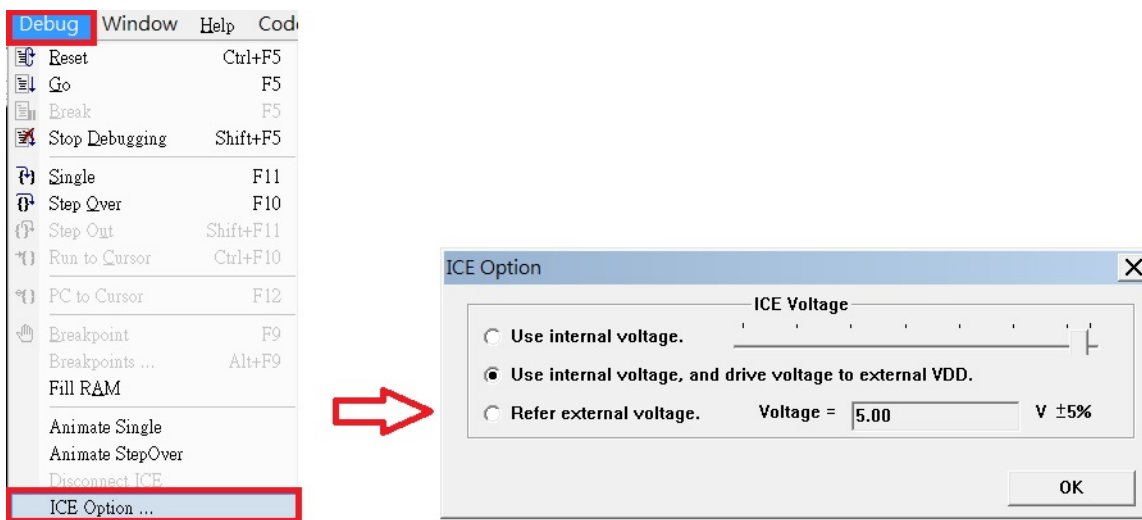 Debug Window Help Code
Reset Ctrl+F5
Go F5
Break F5
Stop Debugging Shift+F5
Single F11
Step Over F10
Step Out Shift+F11
Run to Cursor Ctrl+F10
PC to Cursor F12
Breakpoint F9
Breakpoints ... Alt+F9
Fill RAM
Animate Single
Animate StepOver
Disconnect ICE
ICE Option ...
ICE Option
ICE Voltage
Use internal voltage.
Use internal voltage, and drive voltage to external VDD.
Refer external voltage. Voltage = 5.00 V ±5%
OK